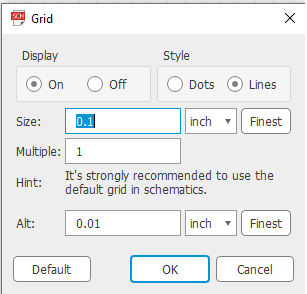 SCH
Grid
Display
Style
On
Off
Dots
Lines
Size:
0.1
inch
Finest
Multiple:
1
Hint:
It's strongly recommended to use the
default grid in schematics.
Alt:
0.01
inch
Finest
Default
OK
Cancel